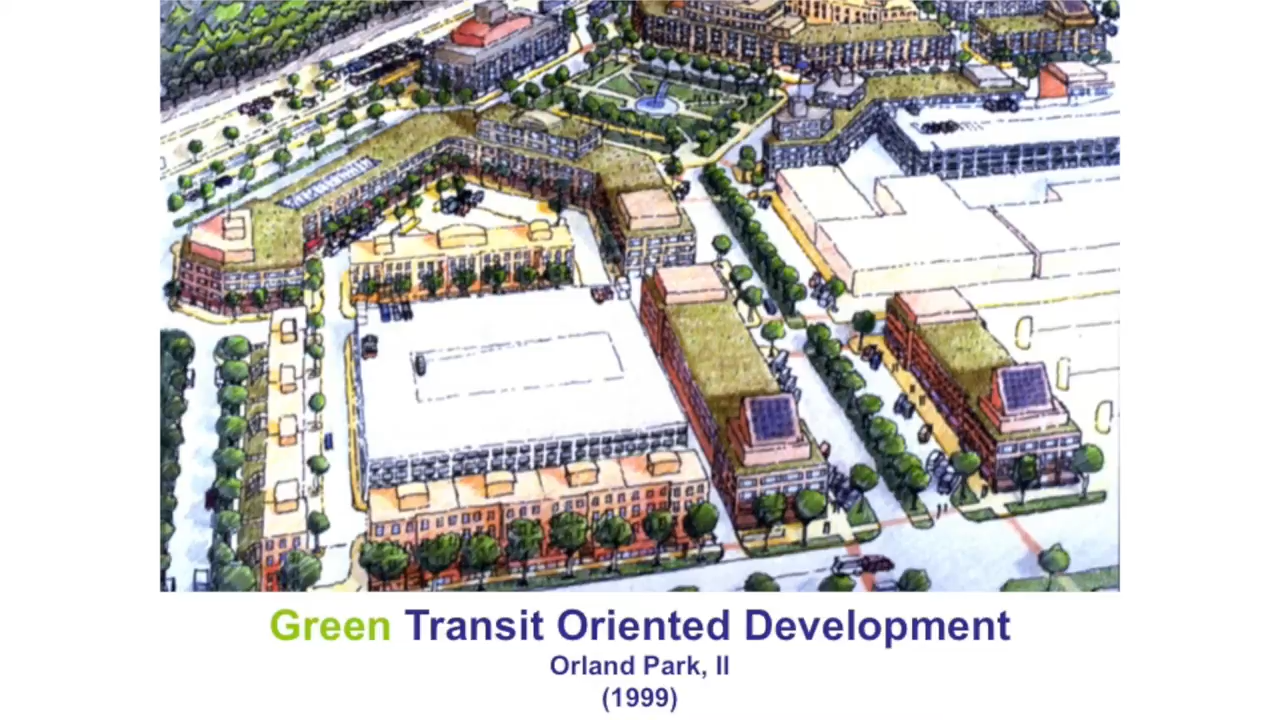 Green Transit Oriented Development
Orland Park, Il
(1999)